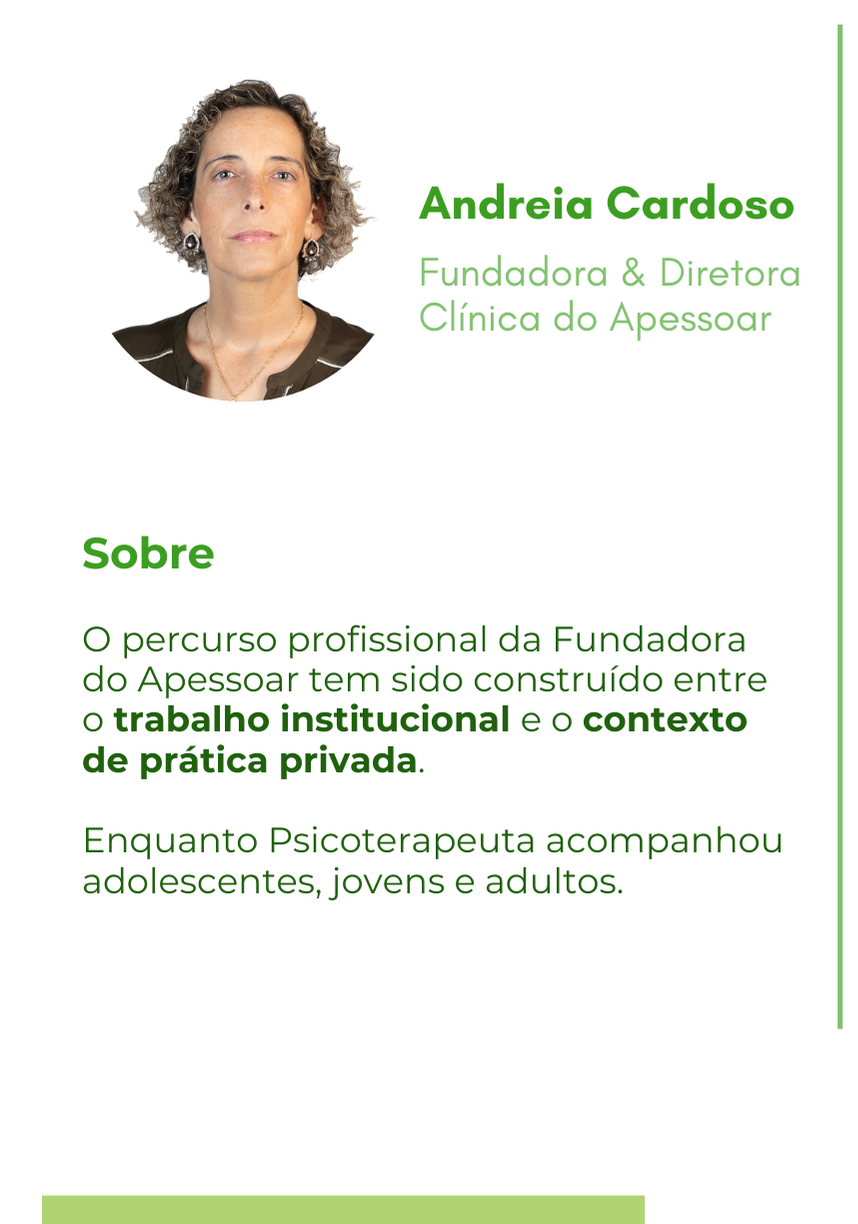 Andreia Cardoso
Fundadora & Diretora
Clínica do Apessoar
Sobre
O percurso profissional da Fundadora
do Apessoar tem sido construído entre
o trabalho institucional e o contexto
de prática privada.
Enquanto Psicoterapeuta acompanhou
adolescentes, jovens e adultos.